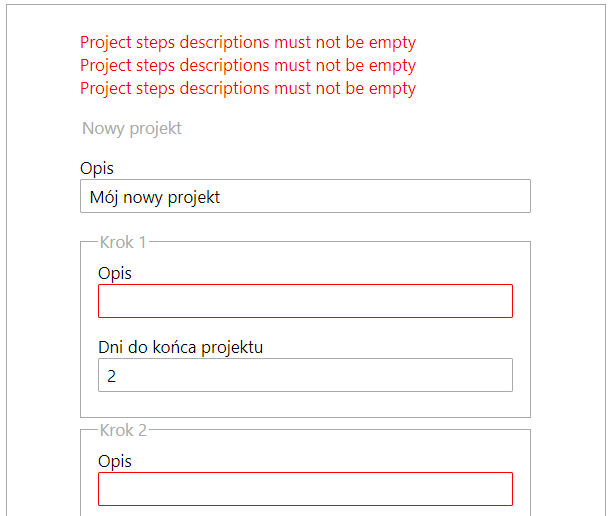 Project steps descriptions must not be empty
Project steps descriptions must not be empty
Project steps descriptions must not be empty
Nowy projekt
Opis
Mój nowy projekt
Krok 1
Opis
Dni do końca projektu
2
Krok 2
Opis